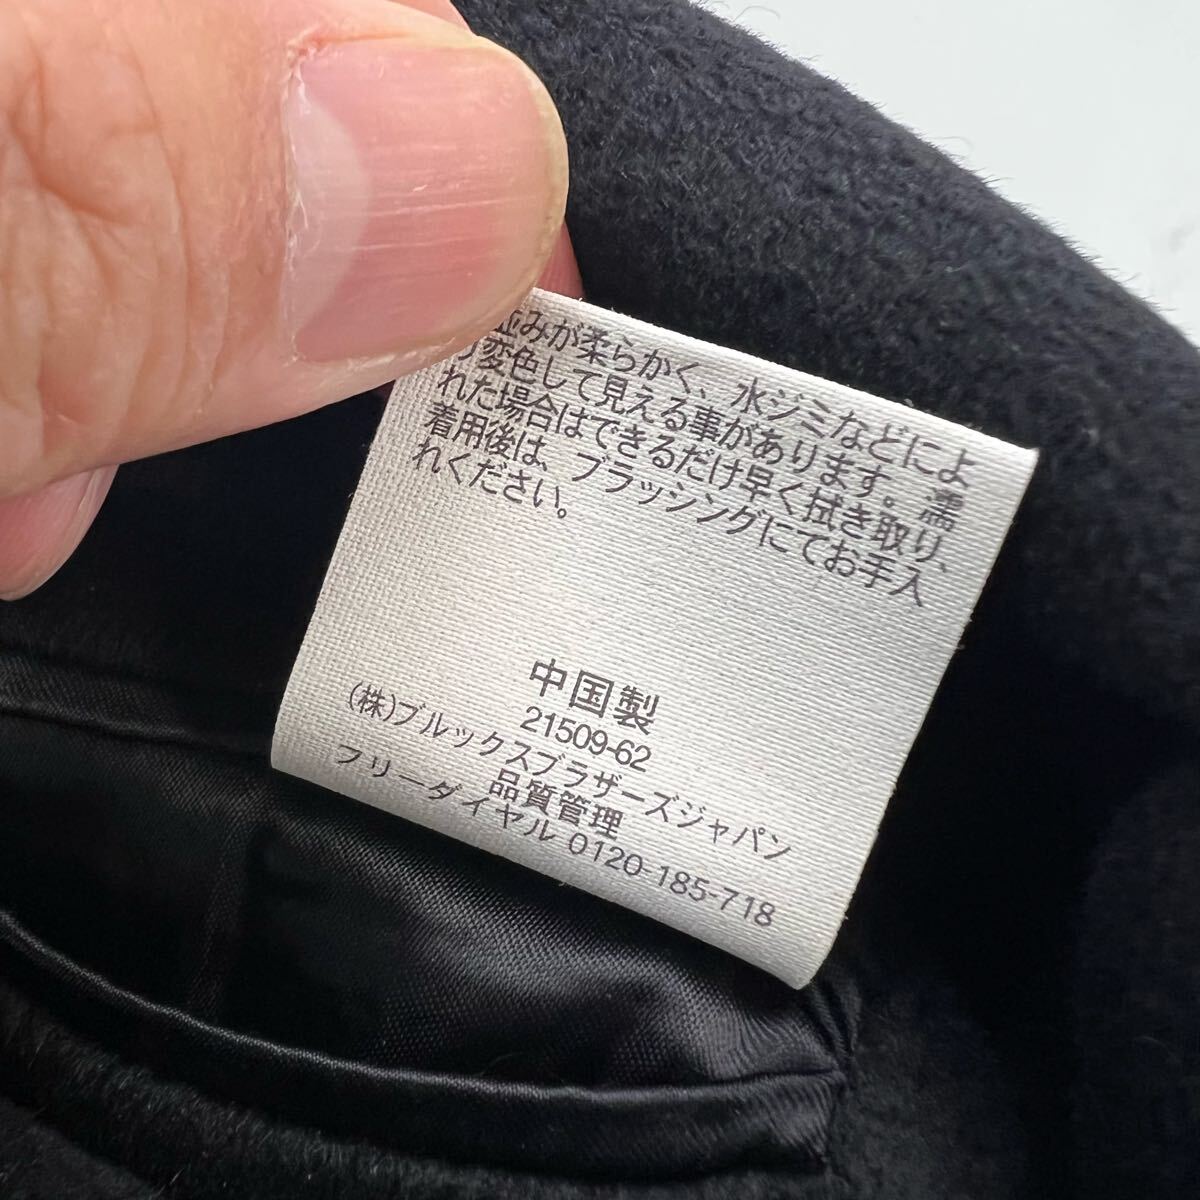 みが柔らかく、水ジミなどによ
り変色して見える事があります。濡
れた場合はできるだけ早く拭き取り、
着用後は、ブラッシングにてお手入
れください。
中国製
21509-62
(株)ブルックスブラザーズジャパン
品質管理
フリーダイヤル 0120-185-718